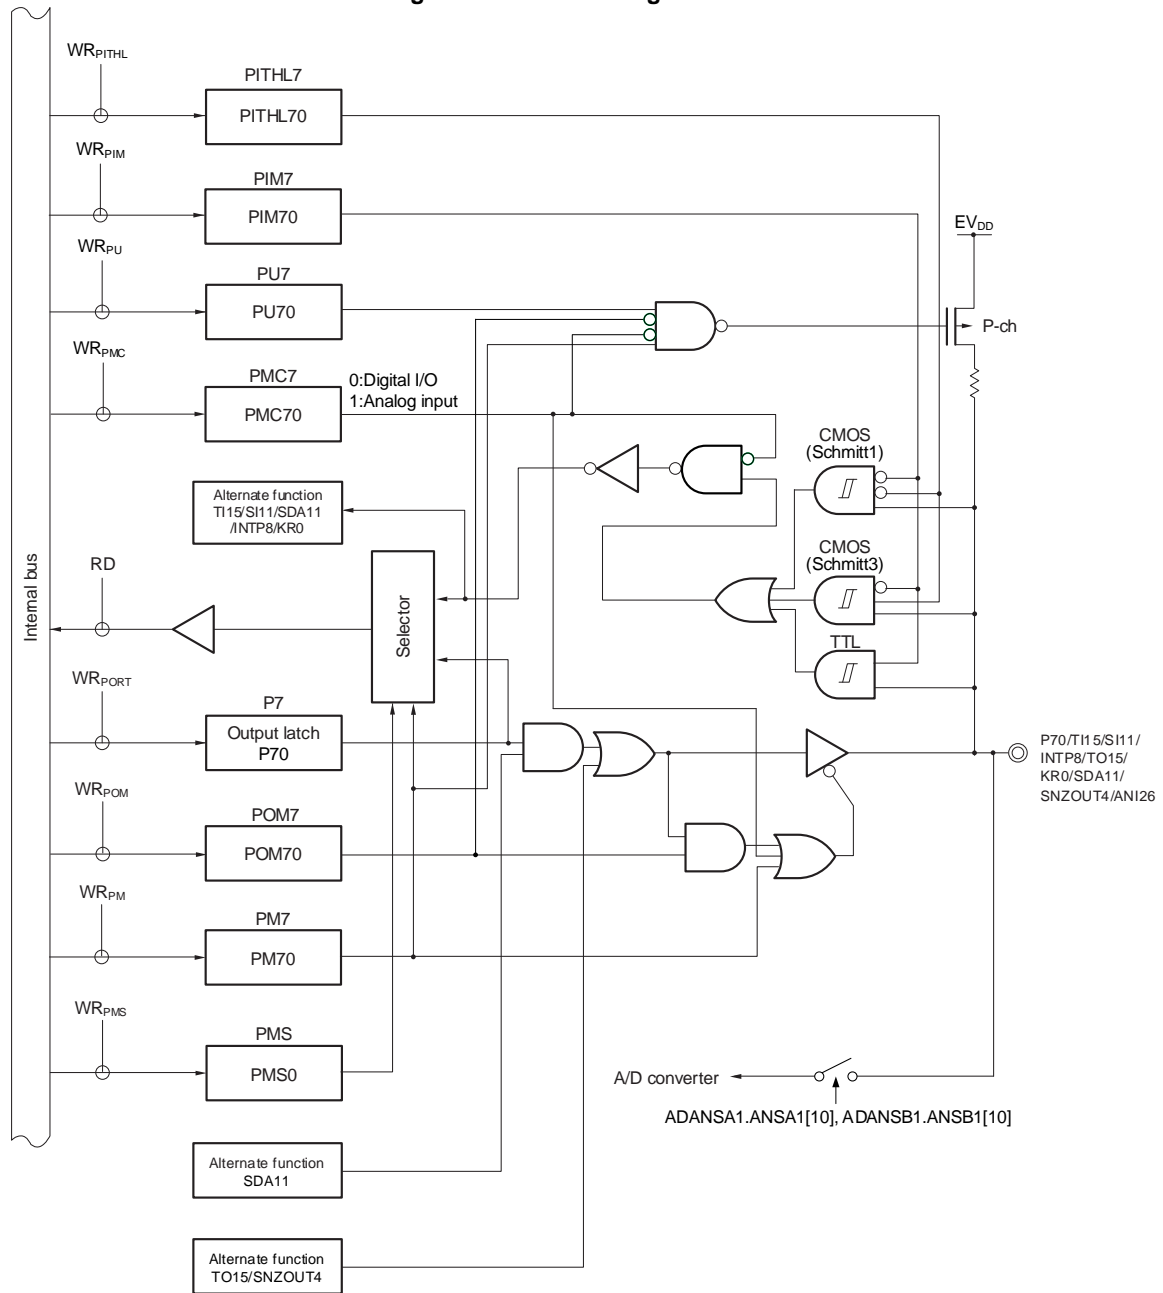 WRPITHL
PITHL7
PITHL70
WRPIM
PIM7
PIM70
WRPU
PU7
PU70
EVDD
P-ch
WRPMC
PMC7
PMC70
0:Digital I/O
1:Analog input
CMOS
(Schmitt1)
Alternate function
TI15/SI11/SDA11
/INTP8/KR0
CMOS
(Schmitt3)
TTL
Internal bus
RD
Selector
WRPORT
P7
Output latch
P70
P70/TI15/SI11/
INTP8/TO15/
KR0/SDA11/
SNZOUT4/ANI26
WRPOM
POM7
POM70
WRPM
PM7
PM70
WRPMS
PMS
PMS0
A/D converter
ADANSA1.ANSA1[10], ADANSB1.ANSB1[10]
Alternate function
SDA11
Alternate function
TO15/SNZOUT4